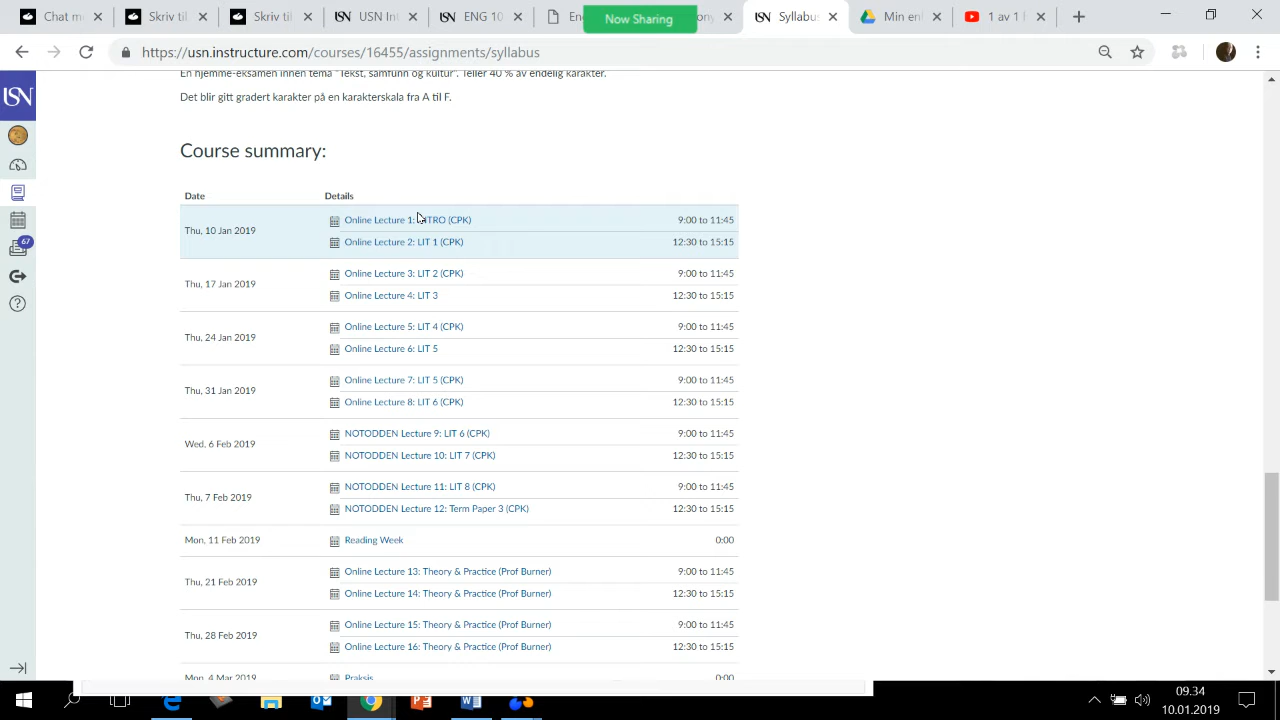 Chat m
Skriv til
Skriv til
USN In
ENG 10
Now Sharing
Syllabus
Min en
1 av 1
https://usn.instructure.com/courses/16455/assignments/syllabus
En hjemme-eksamen innen tema "Tekst, samfunn og kultur". Teller 40 % av endelig karakter.
USN
Det blir gitt gradert karakter på en karakterskala fra A til F.
Course summary:
Date Details
Thu, 10 Jan 2019
Online Lecture 1: INTRO (CPK) 9:00 to 11:45
Online Lecture 2: LIT 1 (CPK) 12:30 to 15:15
67
Thu, 17 Jan 2019
Online Lecture 3: LIT 2 (CPK) 9:00 to 11:45
Online Lecture 4: LIT 3 12:30 to 15:15
Thu, 24 Jan 2019
Online Lecture 5: LIT 4 (CPK) 9:00 to 11:45
Online Lecture 6: LIT 5 12:30 to 15:15
Thu, 31 Jan 2019
Online Lecture 7: LIT 5 (CPK) 9:00 to 11:45
Online Lecture 8: LIT 6 (CPK) 12:30 to 15:15
Wed, 6 Feb 2019
NOTODDEN Lecture 9: LIT 6 (CPK) 9:00 to 11:45
NOTODDEN Lecture 10: LIT 7 (CPK) 12:30 to 15:15
Thu, 7 Feb 2019
NOTODDEN Lecture 11: LIT 8 (CPK) 9:00 to 11:45
NOTODDEN Lecture 12: Term Paper 3 (CPK) 12:30 to 15:15
Mon, 11 Feb 2019 Reading Week 0:00
Thu, 21 Feb 2019
Online Lecture 13: Theory & Practice (Prof Burner) 9:00 to 11:45
Online Lecture 14: Theory & Practice (Prof Burner) 12:30 to 15:15
Thu, 28 Feb 2019
Online Lecture 15: Theory & Practice (Prof Burner) 9:00 to 11:45
Online Lecture 16: Theory & Practice (Prof Burner) 12:30 to 15:15
Mon, 4 Mar 2019 Praksis 0:00
09.34
10.01.2019